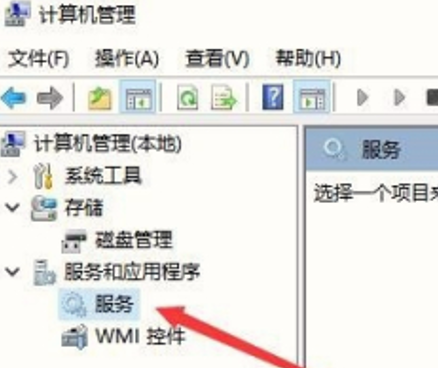 计算机管理
文件(F) 操作(A) 查看(V) 帮助(H)
计算机管理(本地)
系统工具
存储
磁盘管理
服务和应用程序
服务
WMI 控件
服务
选择一个项目来